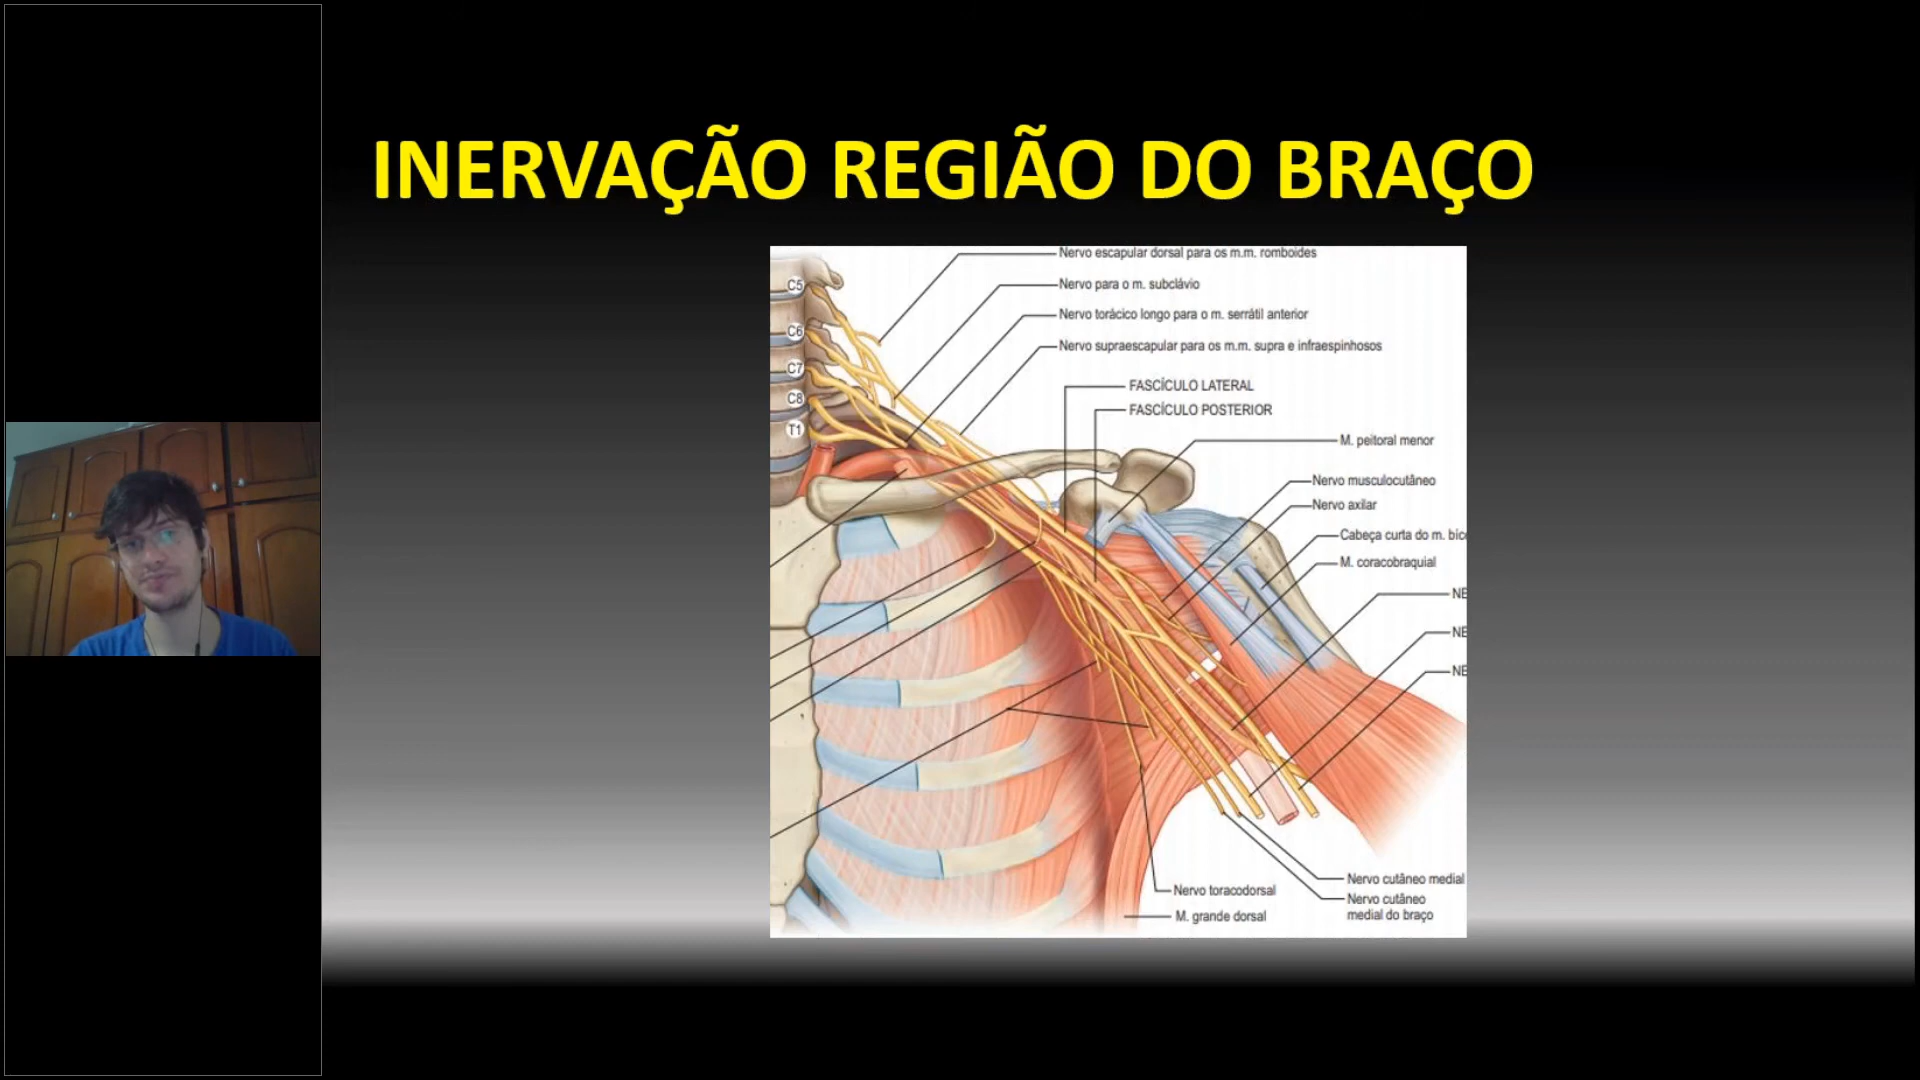 INERVAÇÃO REGIÃO DO BRAÇO
Nervo escapular dorsal para os m.m. romboides
Nervo para o m. subclávio
Nervo torácico longo para o m. serrátil anterior
Nervo supraescapular para os m.m. supra e infraespinhosos
C5
C6
C7
C8
T1
FASCÍCULO LATERAL
FASCÍCULO POSTERIOR
M. peitoral menor
Nervo musculocutâneo
Nervo axilar
Cabeça curta do m. bíc
M. coracobraquial
NE
NE
NE
Nervo toracodorsal
M. grande dorsal
Nervo cutâneo medial
Nervo cutâneo
medial do braço